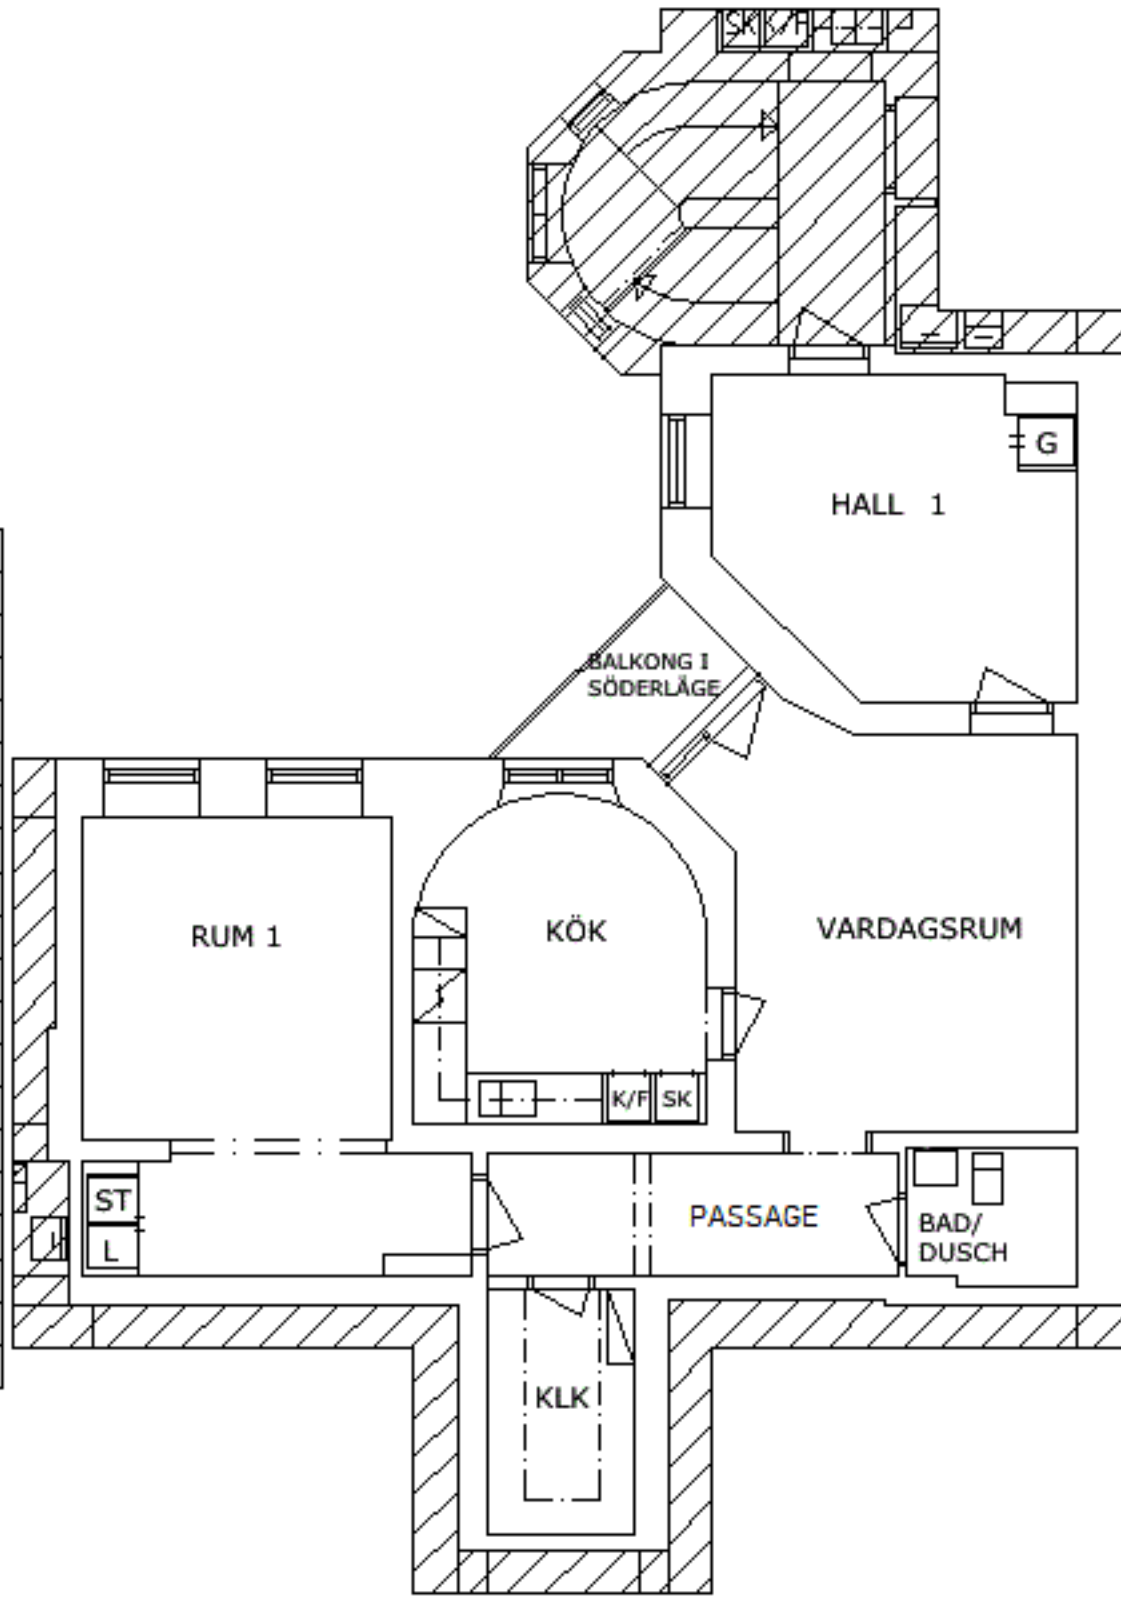 SK K/F
G
HALL 1
BALKONG I
SÖDERLÄGE
RUM 1
KÖK
VARDAGSRUM
K/F SK
ST
L
PASSAGE
BAD/
DUSCH
KLK